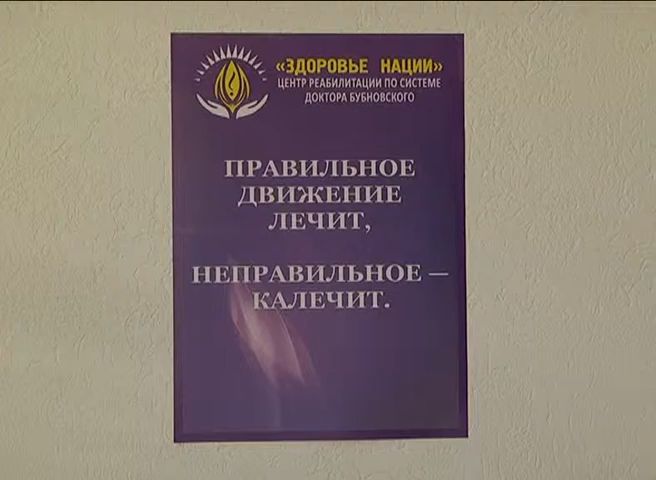 «ЗДОРОВЬЕ НАЦИИ»
ЦЕНТР РЕАБИЛИТАЦИИ ПО СИСТЕМЕ
ДОКТОРА БУБНОВСКОГО
ПРАВИЛЬНОЕ
ДВИЖЕНИЕ
ЛЕЧИТ,
НЕПРАВИЛЬНОЕ —
КАЛЕЧИТ.